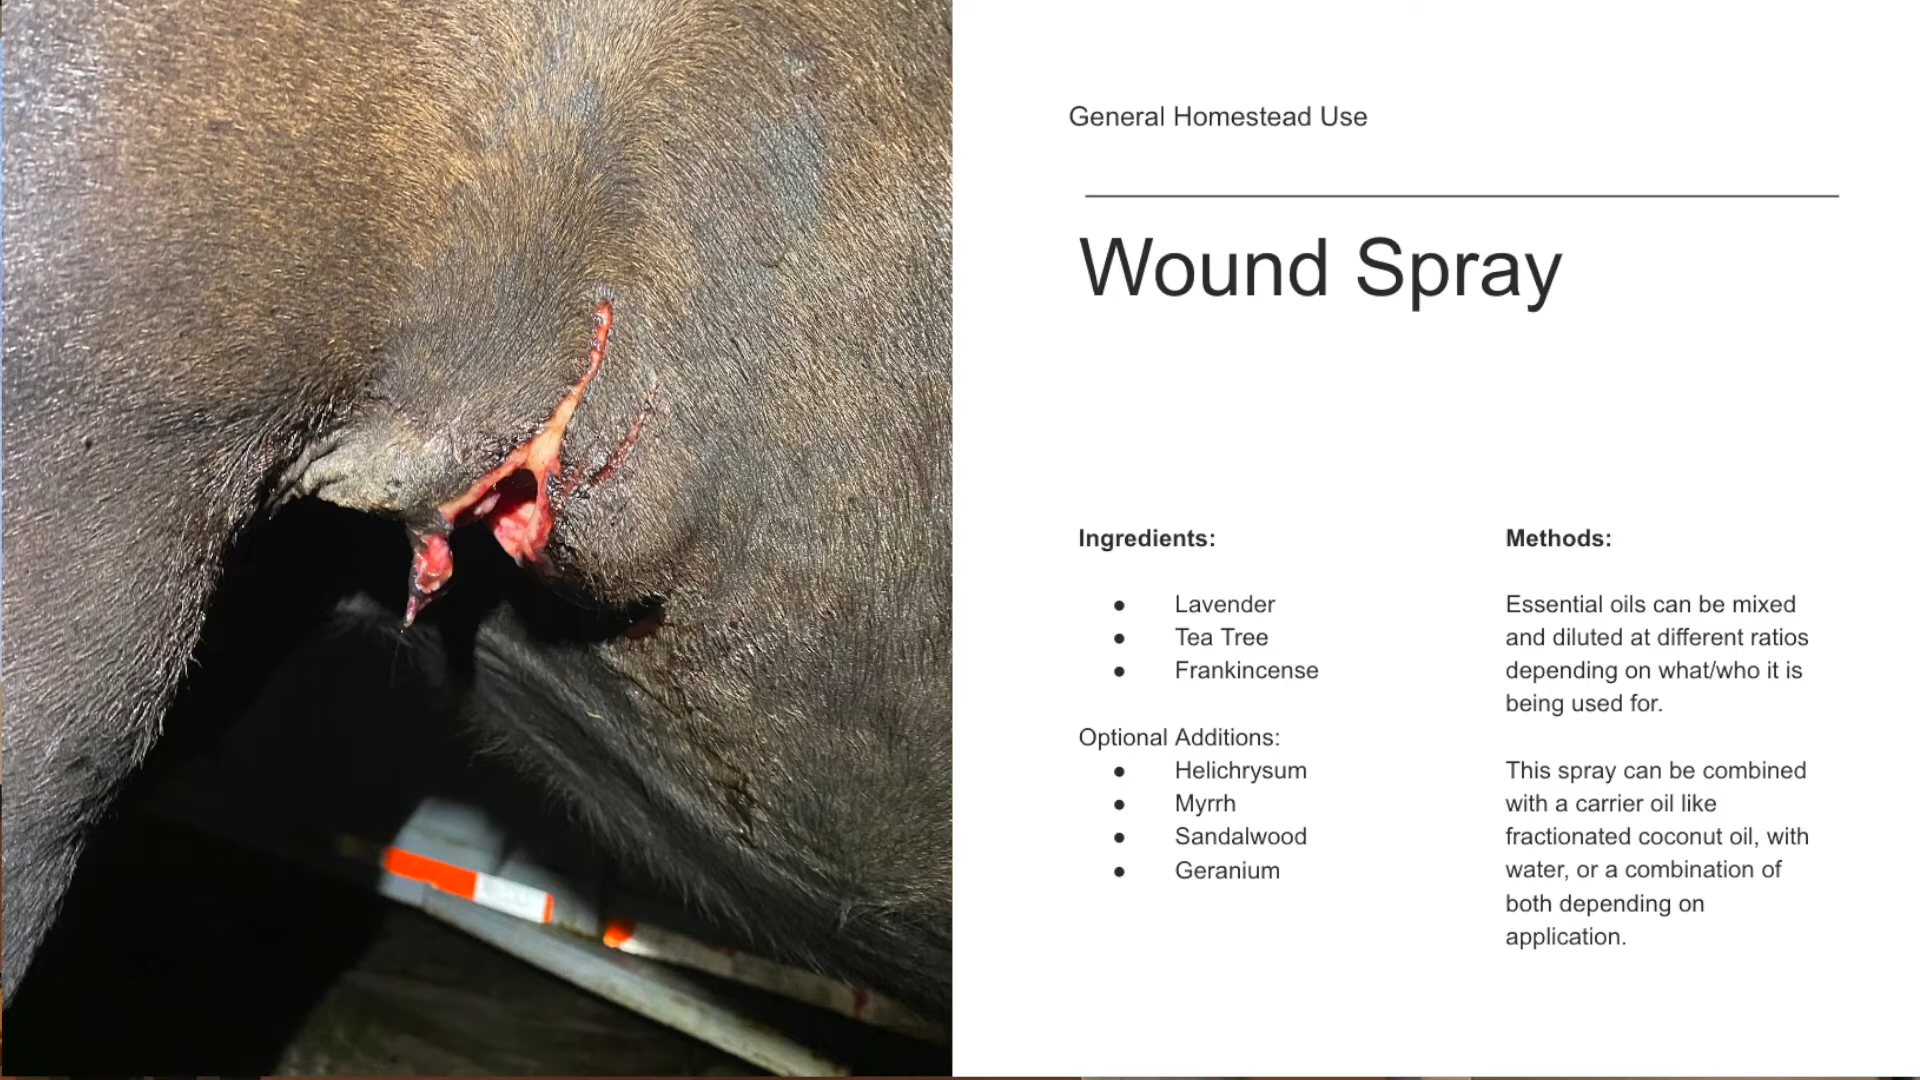 General Homestead Use
Wound Spray
Ingredients:
● Lavender
● Tea Tree
● Frankincense
Optional Additions:
● Helichrysum
● Myrrh
● Sandalwood
● Geranium
Methods:
Essential oils can be mixed
and diluted at different ratios
depending on what/who it is
being used for.
This spray can be combined
with a carrier oil like
fractionated coconut oil, with
water, or a combination of
both depending on
application.